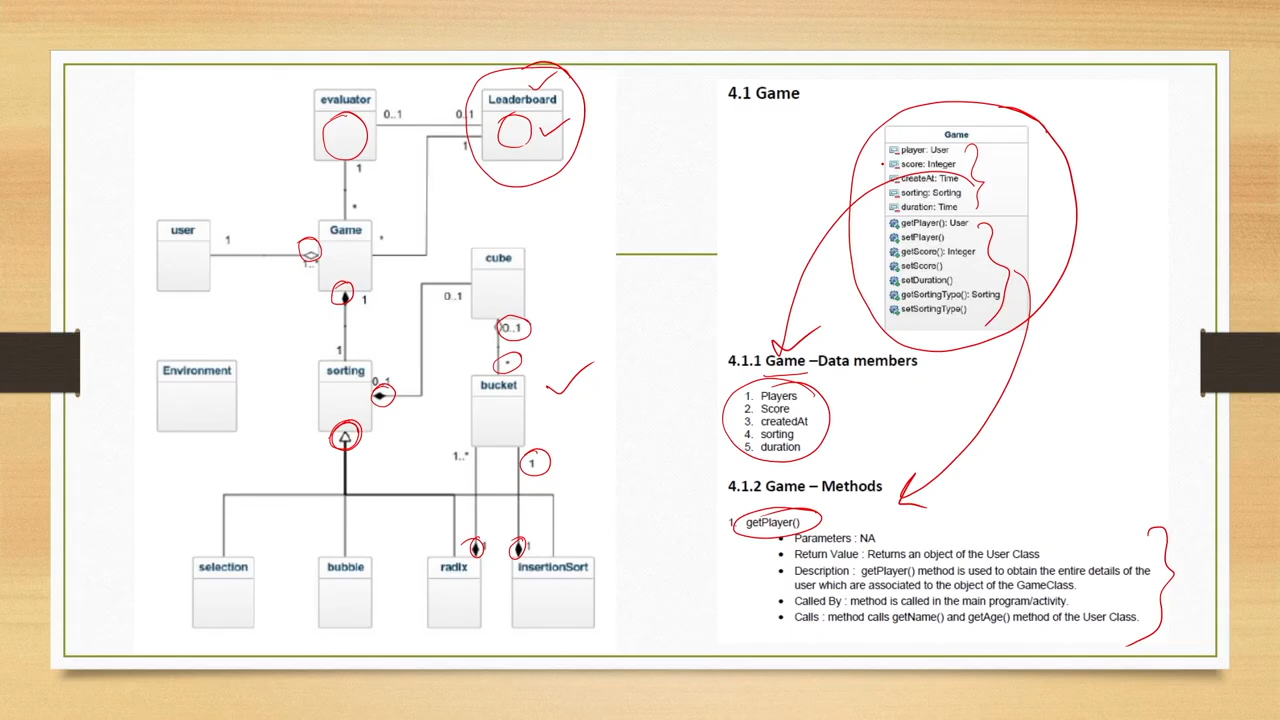 evaluator
0..1
0..1
Leaderboard
1
1
*
user
1
1..*
Game
*
1
cube
0..1
0..1
*
1
Environment
sorting
0..1
bucket
1..*
1
1
1
selection
bubble
radix
insertionSort
4.1 Game
Game
player: User
score: Integer
createAt: Time
sorting: Sorting
duration: Time
getPlayer(): User
setPlayer()
getScore(): Integer
setScore()
setDuration()
getSortingType(): Sorting
setSortingType()
4.1.1 Game –Data members
1. Players
2. Score
3. createdAt
4. sorting
5. duration
4.1.2 Game – Methods
1. getPlayer()
• Parameters : NA
• Return Value : Returns an object of the User Class
• Description : getPlayer() method is used to obtain the entire details of the
user which are associated to the object of the GameClass.
• Called By : method is called in the main program/activity.
• Calls : method calls getName() and getAge() method of the User Class.